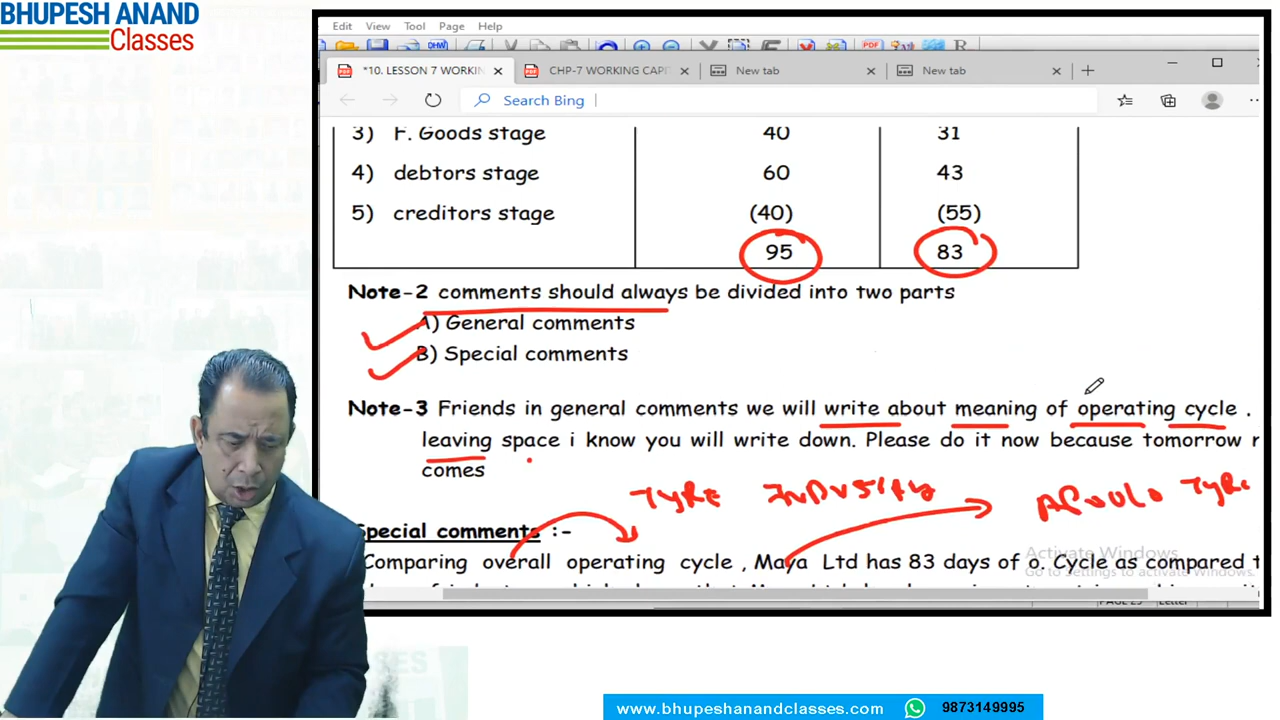 BHUPESH ANAND
Classes
Edit View Tool Page Help
*10. LESSON 7 WORKIN
CHP-7 WORKING CAPI
New tab
New tab
Search Bing
3) F. Goods stage 40 31
4) debtors stage 60 43
5) creditors stage (40) (55)
95 83
Note-2 comments should always be divided into two parts
A) General comments
B) Special comments
Note-3 Friends in general comments we will write about meaning of operating cycle .
leaving space i know you will write down. Please do it now because tomorrow n
comes
TYRE INDUSTRY APOLLO TYRE
Special comments :-
Comparing overall operating cycle , Maya Ltd has 83 days of o. Cycle as compared t
Activate Windows
Go to Settings to activate Windows.
PAGE 25 Letter
www.bhupeshanandclasses.com 9873149995